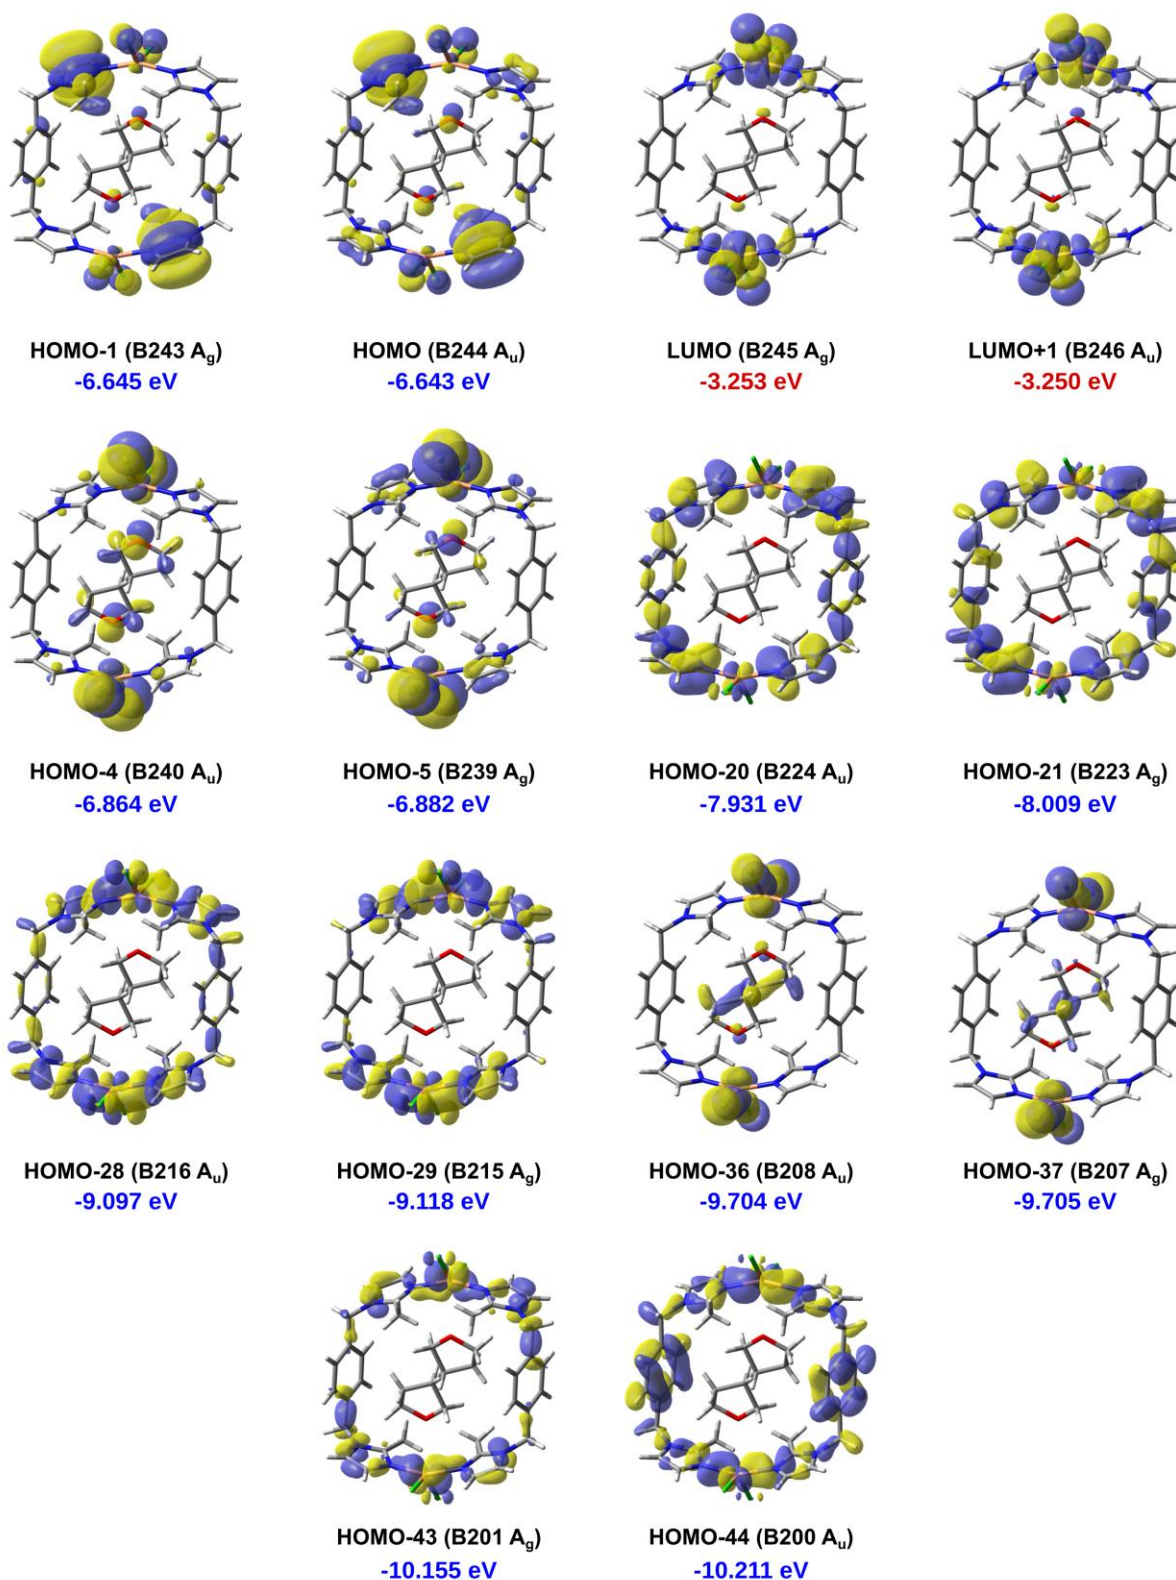 HOMO-1 (B243 Ag) HOMO (B244 Au) LUMO (B245 Ag) LUMO+1 (B246 Au)
-6.645 eV -6.643 eV -3.253 eV -3.250 eV
HOMO-4 (B240 Au) HOMO-5 (B239 Ag) HOMO-20 (B224 Au) HOMO-21 (B223 Ag)
-6.864 eV -6.882 eV -7.931 eV -8.009 eV
HOMO-28 (B216 Au) HOMO-29 (B215 Ag) HOMO-36 (B208 Au) HOMO-37 (B207 Ag)
-9.097 eV -9.118 eV -9.704 eV -9.705 eV
HOMO-43 (B201 Ag) HOMO-44 (B200 Au)
-10.155 eV -10.211 eV